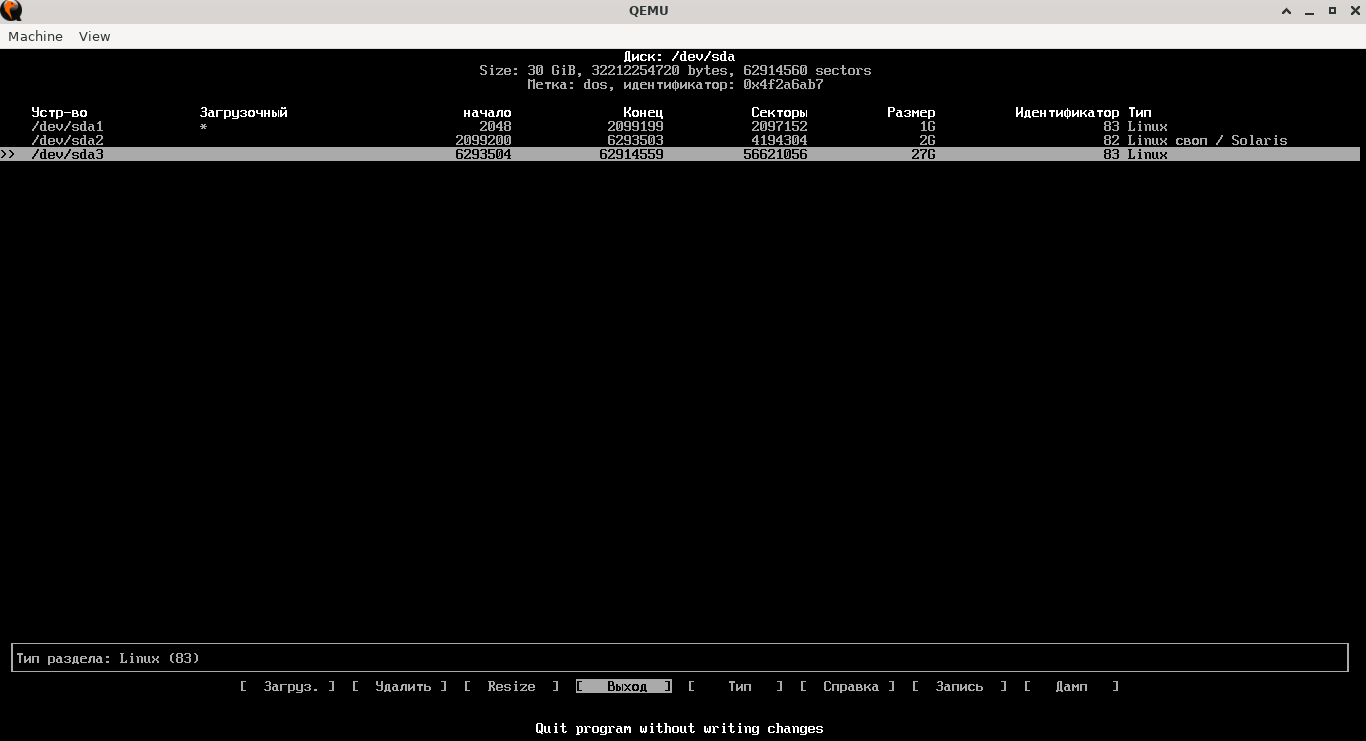 QEMU
Machine View
Диск: /dev/sda
Size: 30 GiB, 32212254720 bytes, 62914560 sectors
Метка: dos, идентификатор: 0x4f2a6ab7
Устр-во Загрузочный начало Конец Секторы Размер Идентификатор Тип
/dev/sda1 * 2048 2099199 2097152 1G 83 Linux
/dev/sda2 2099200 6293503 4194304 2G 82 Linux своп / Solaris
>> /dev/sda3 6293504 62914559 56621056 27G 83 Linux
Тип раздела: Linux (83)
[ Загруз. ] [ Удалить ] [ Resize ] [ Выход ] [ Тип ] [ Справка ] [ Запись ] [ Дамп ]
Quit program without writing changes